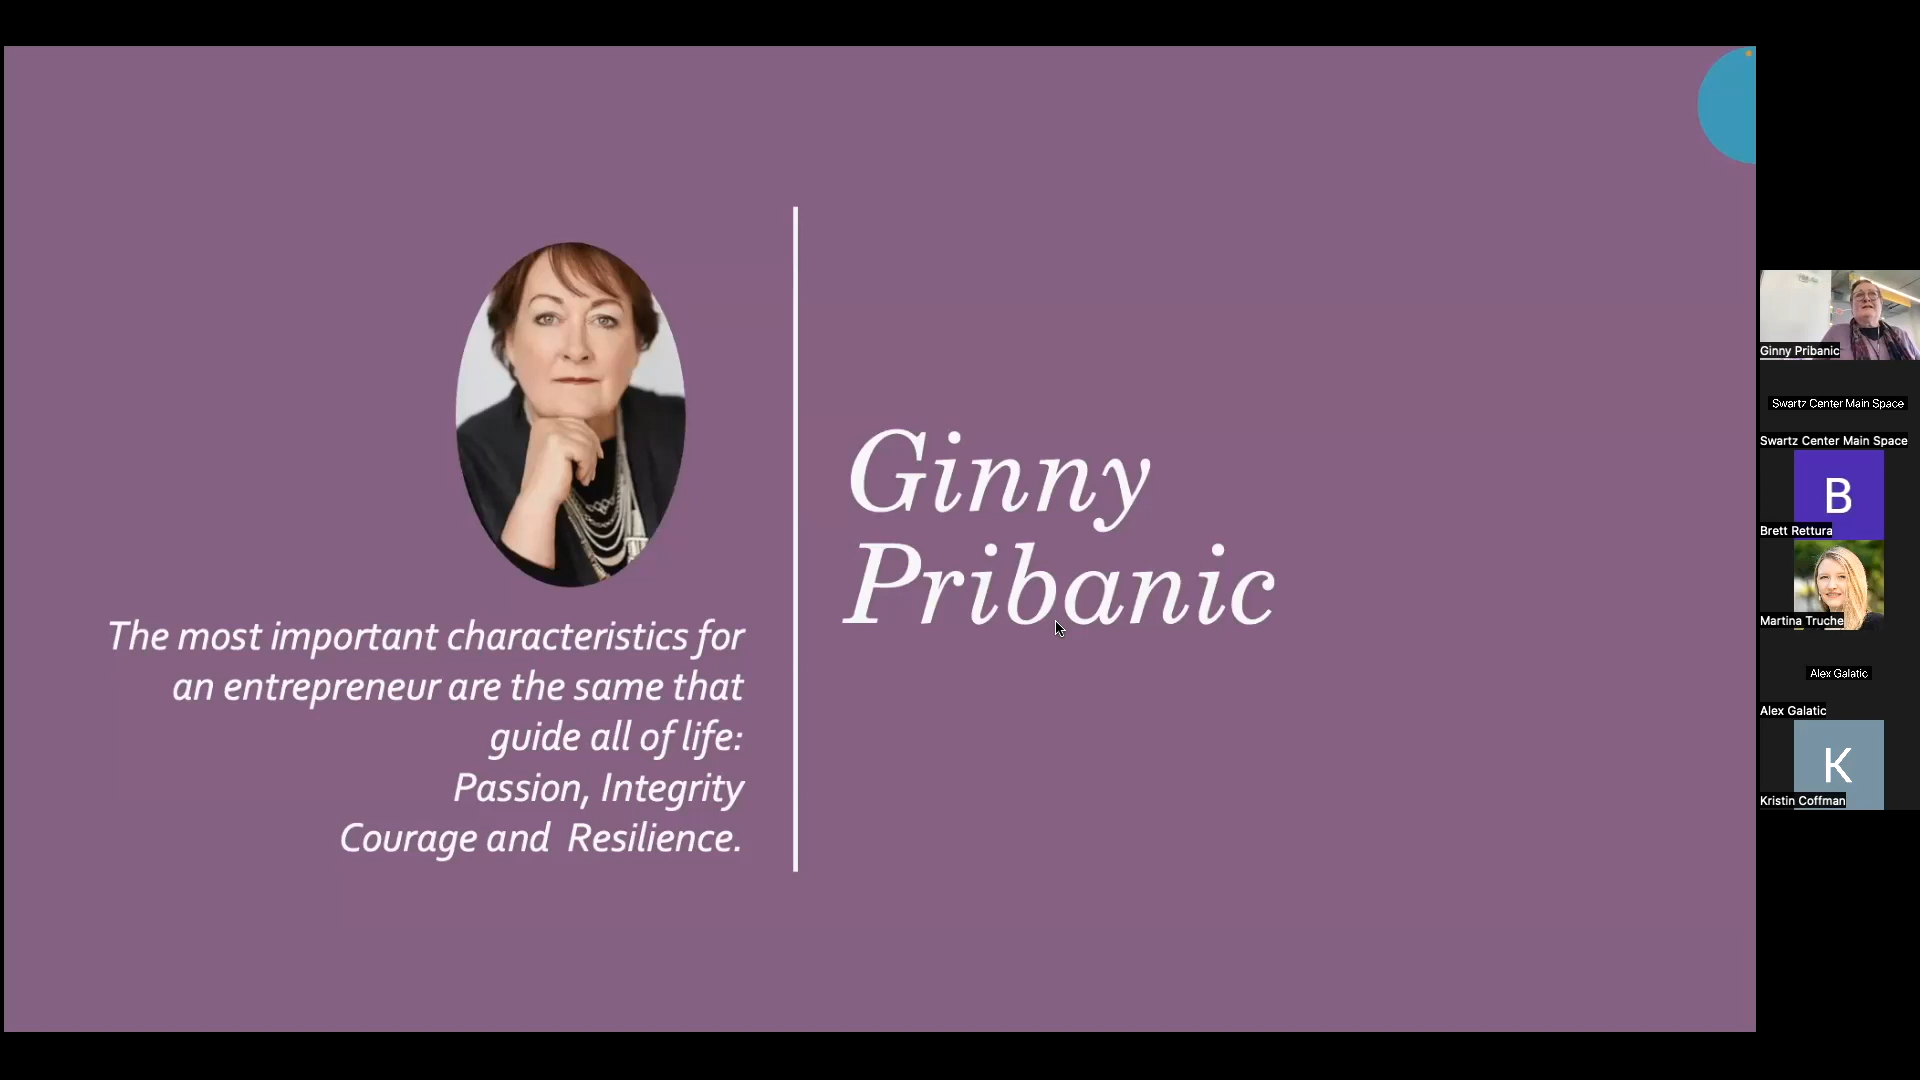 The most important characteristics for
an entrepreneur are the same that
guide all of life:
Passion, Integrity
Courage and  Resilience.
Ginny
Pribanic
Ginny Pribanic
Swartz Center Main Space
Swartz Center Main Space
B
Brett Rettura
Martina Truche
Alex Galatic
Alex Galatic
K
Kristin Coffman